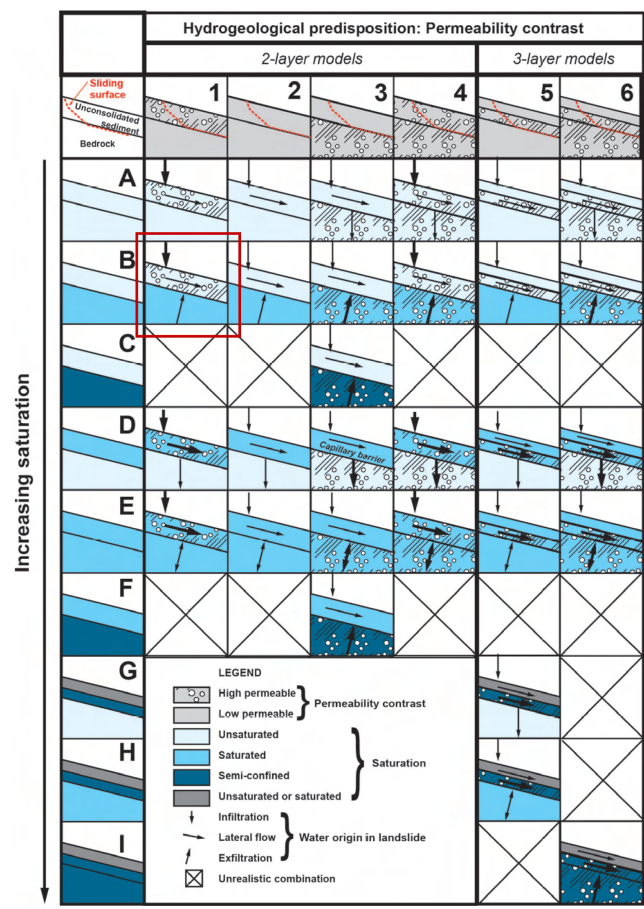 Hydrogeological predisposition: Permeability contrast
2-layer models
3-layer models
Sliding
surface
Unconsolidated
sediment
Bedrock
1
2
3
4
5
6
Increasing saturation
A
B
C
D
Capillary barrier
E
F
G
H
I
LEGEND
High permeable
Low permeable
Permeability contrast
Unsaturated
Saturated
Semi-confined
Unsaturated or saturated
Saturation
Infiltration
Lateral flow
Exfiltration
Water origin in landslide
Unrealistic combination